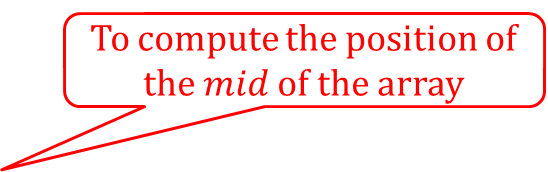 To compute the position of
the mid of the array